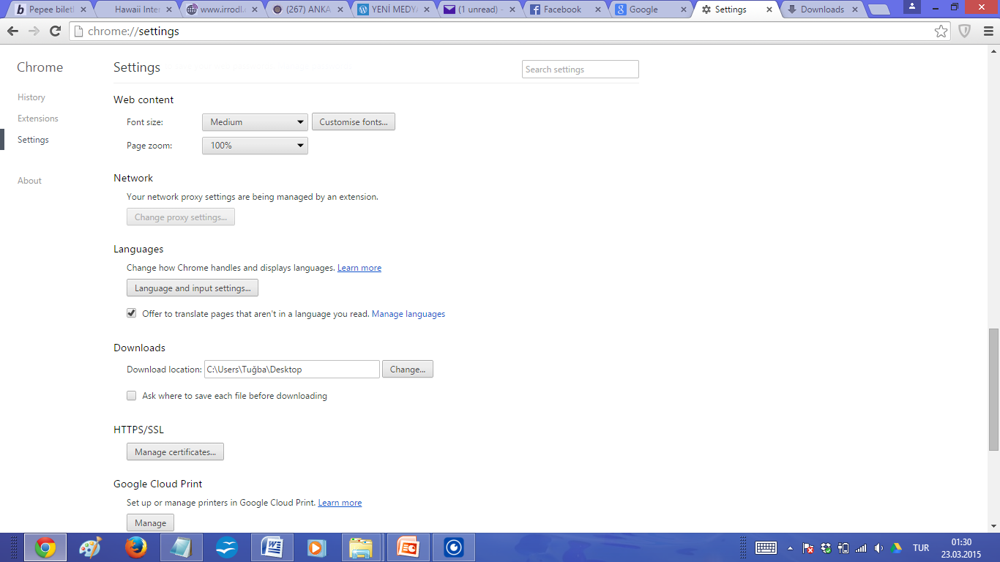 Pepee bileti
Hawaii Inter
www.irrodl.
(267) ANKA
YENİ MEDYA
(1 unread) -
Facebook
Google
Settings
Downloads
chrome://settings
Chrome
Settings
Search settings
History
Extensions
Settings
About
Web content
Font size: Medium Customise fonts...
Page zoom: 100%
Network
Your network proxy settings are being managed by an extension.
Change proxy settings...
Languages
Change how Chrome handles and displays languages. Learn more
Language and input settings...
Offer to translate pages that aren't in a language you read. Manage languages
Downloads
Download location: C:\Users\Tuğba\Desktop Change...
Ask where to save each file before downloading
HTTPS/SSL
Manage certificates...
Google Cloud Print
Set up or manage printers in Google Cloud Print. Learn more
Manage
TUR
01:30
23.03.2015